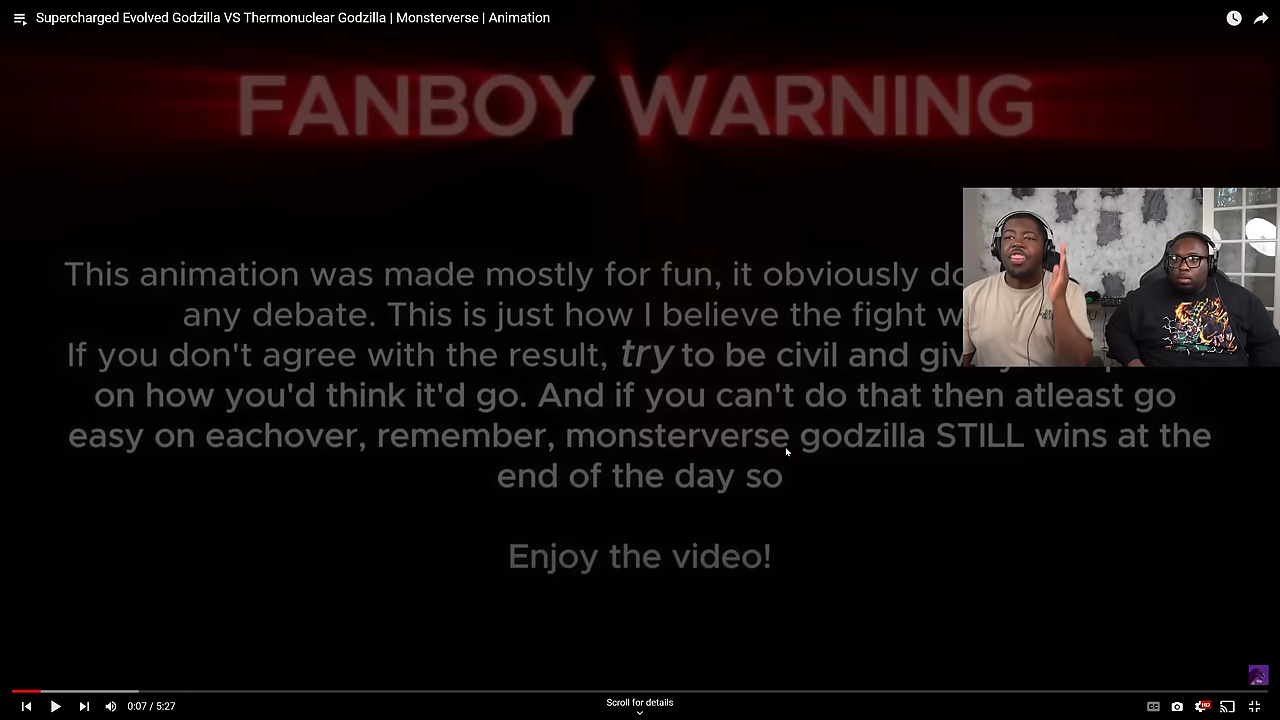 Supercharged Evolved Godzilla VS Thermonuclear Godzilla | Monsterverse | Animation
FANBOY WARNING
This animation was made mostly for fun, it obviously
any debate. This is just how I believe the fight
If you don't agree with the result, try to be civil and
on how you'd think it'd go. And if you can't do that then atleast go
easy on eachover, remember, monsterverse godzilla STILL wins at the
end of the day so
Enjoy the video!
0:07 / 5:27
Scroll for details
CC
HD